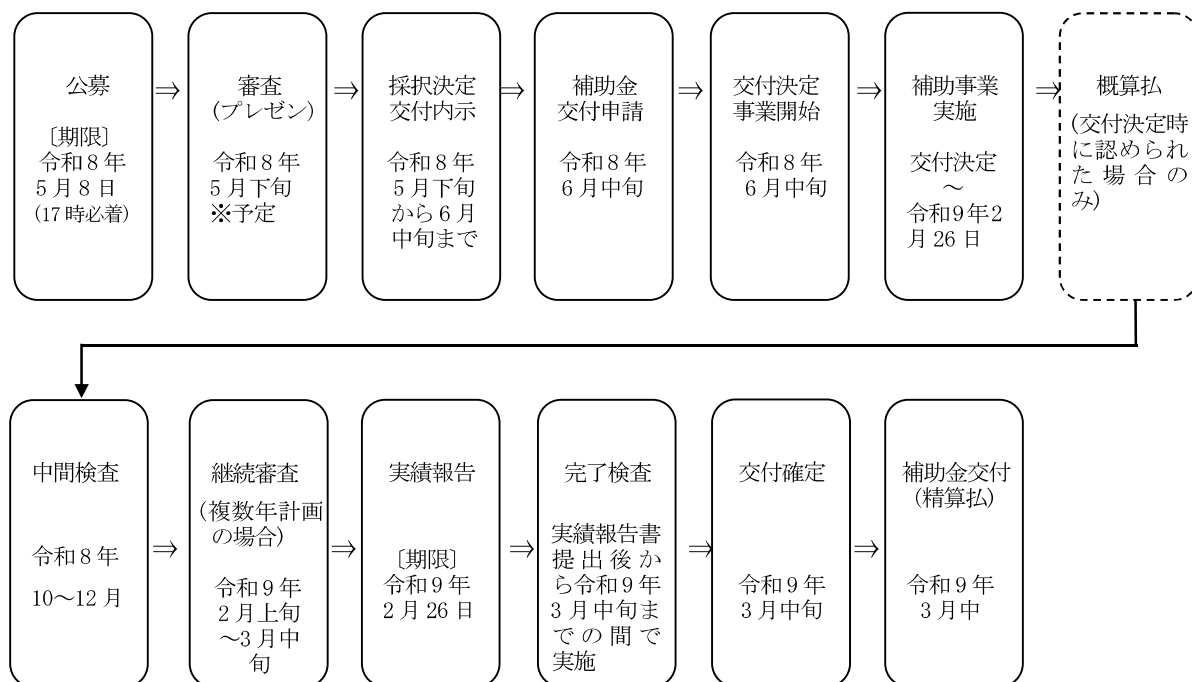 公募
〔期限〕
令和8年
5月8日
(17時必着)
⇒
審査
(プレゼン)
令和8年
5月下旬
※予定
⇒
採択決定
交付内示
令和8年
5月下旬
から6月
中旬まで
⇒
補助金
交付申請
令和8年
6月中旬
⇒
交付決定
事業開始
令和8年
6月中旬
⇒
補助事業
実施
交付決定
～
令和9年2
月26日
⇒
概算払
(交付決定時
に認められ
た場合の
み)
中間検査
令和8年
10～12月
⇒
継続審査
(複数年計画
の場合)
令和9年
2月上旬
～3月中
旬
⇒
実績報告
〔期限〕
令和9年
2月26日
⇒
完了検査
実績報告書
提出後か
ら令和9年
3月中旬ま
での間で
実施
⇒
交付確定
令和9年
3月中旬
⇒
補助金交付
(精算払)
令和9年
3月中